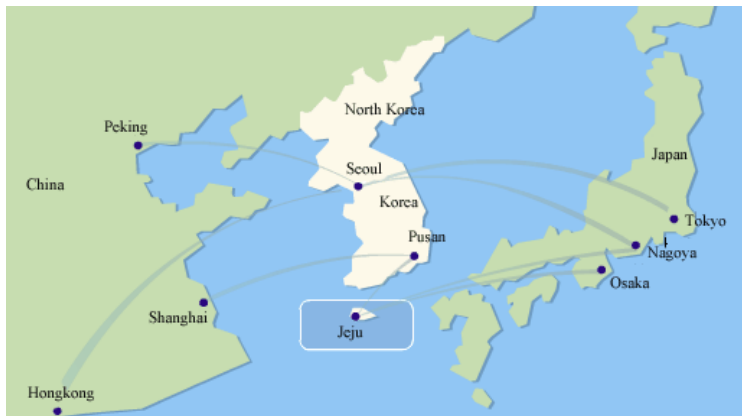 North Korea
Peking
Japan
Seoul
China
Korea
Tokyo
Pusan
Nagoya
Osaka
Shanghai
Jeju
Hongkong